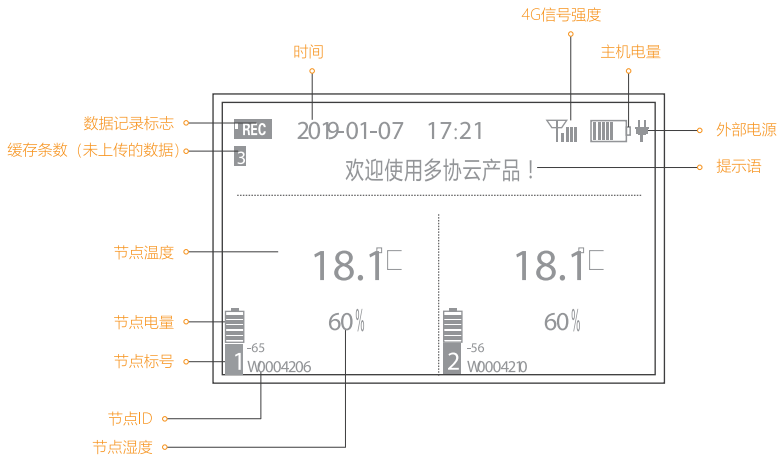 4G信号强度
时间
主机电量
数据记录标志
REC
2019-01-07
17:21
外部电源
缓存条数（未上传的数据）
3
欢迎使用多协云产品！
提示语
节点温度
18.1℃
18.1℃
节点电量
60%
60%
-65
-56
节点标号
1
W0004206
2
W0004210
节点ID
节点湿度